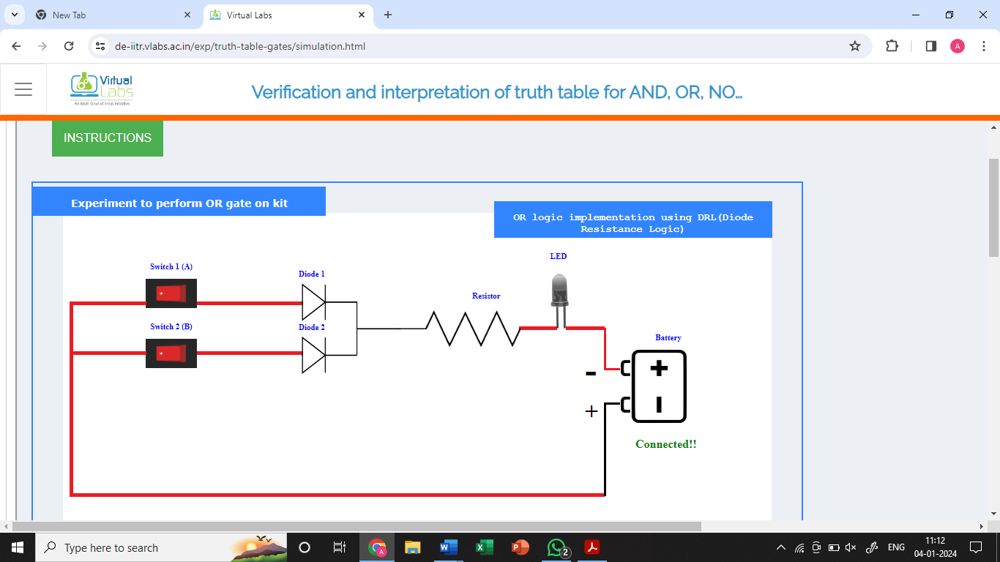 New Tab
Virtual Labs
de-iitr.vlabs.ac.in/exp/truth-table-gates/simulation.html
A
Virtual
Labs
An MoE Govt of India Initiative
Verification and interpretation of truth table for AND, OR, NO...
INSTRUCTIONS
Experiment to perform OR gate on kit
OR logic implementation using DRL(Diode
Resistance Logic)
LED
Switch 1 (A)
Diode 1
Resistor
Switch 2 (B)
Diode 2
Battery
+
-
-
+
Connected!!
Type here to search
A
2
ENG
11:12
04-01-2024